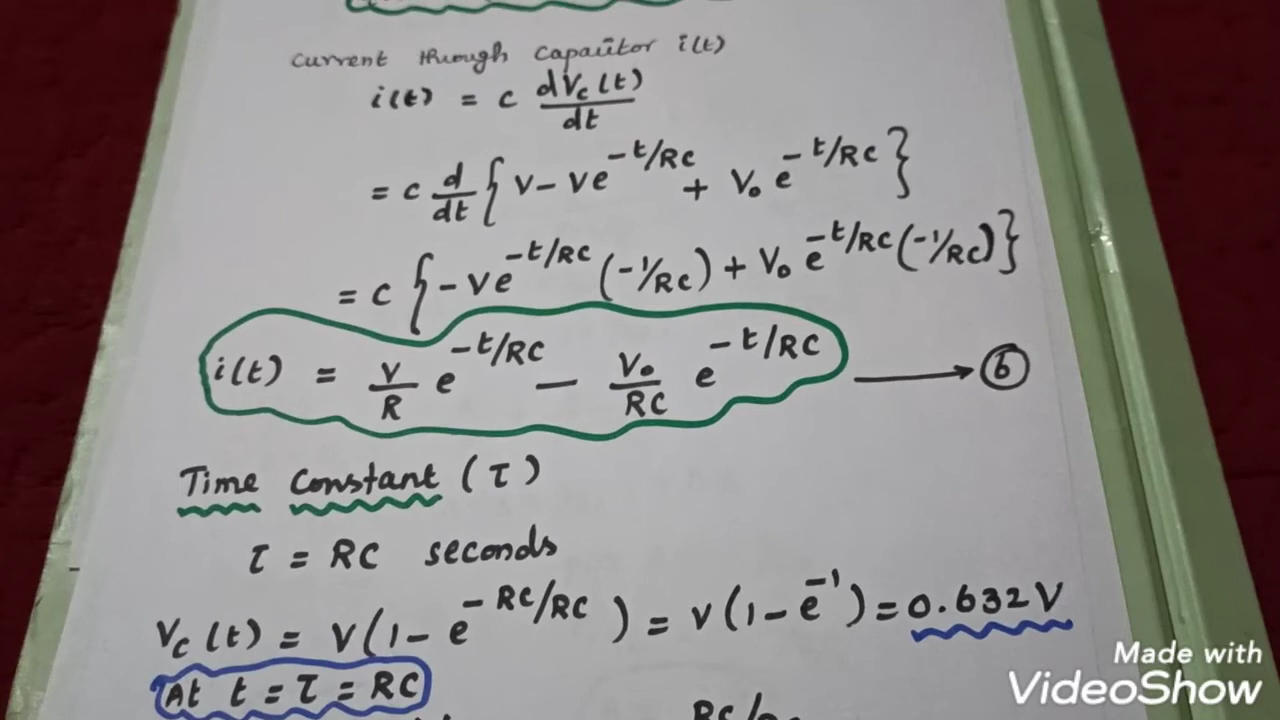 Current through Capacitor i(t)
i(t) = C dVc(t)/dt
= C d/dt { V - Ve^{-t/RC} + V₀ e^{-t/RC} }
= C { -Ve^{-t/RC} (-1/RC) + V₀ e^{-t/RC} (-1/RC) }
i(t) = V/R e^{-t/RC} - V₀/RC e^{-t/RC} → ⑥
Time Constant (τ)
τ = RC seconds
Vc(t) = V(1 - e^{-RC/RC}) = V(1 - e^{-1}) = 0.632V
At t = τ = RC
Made with
VideoShow